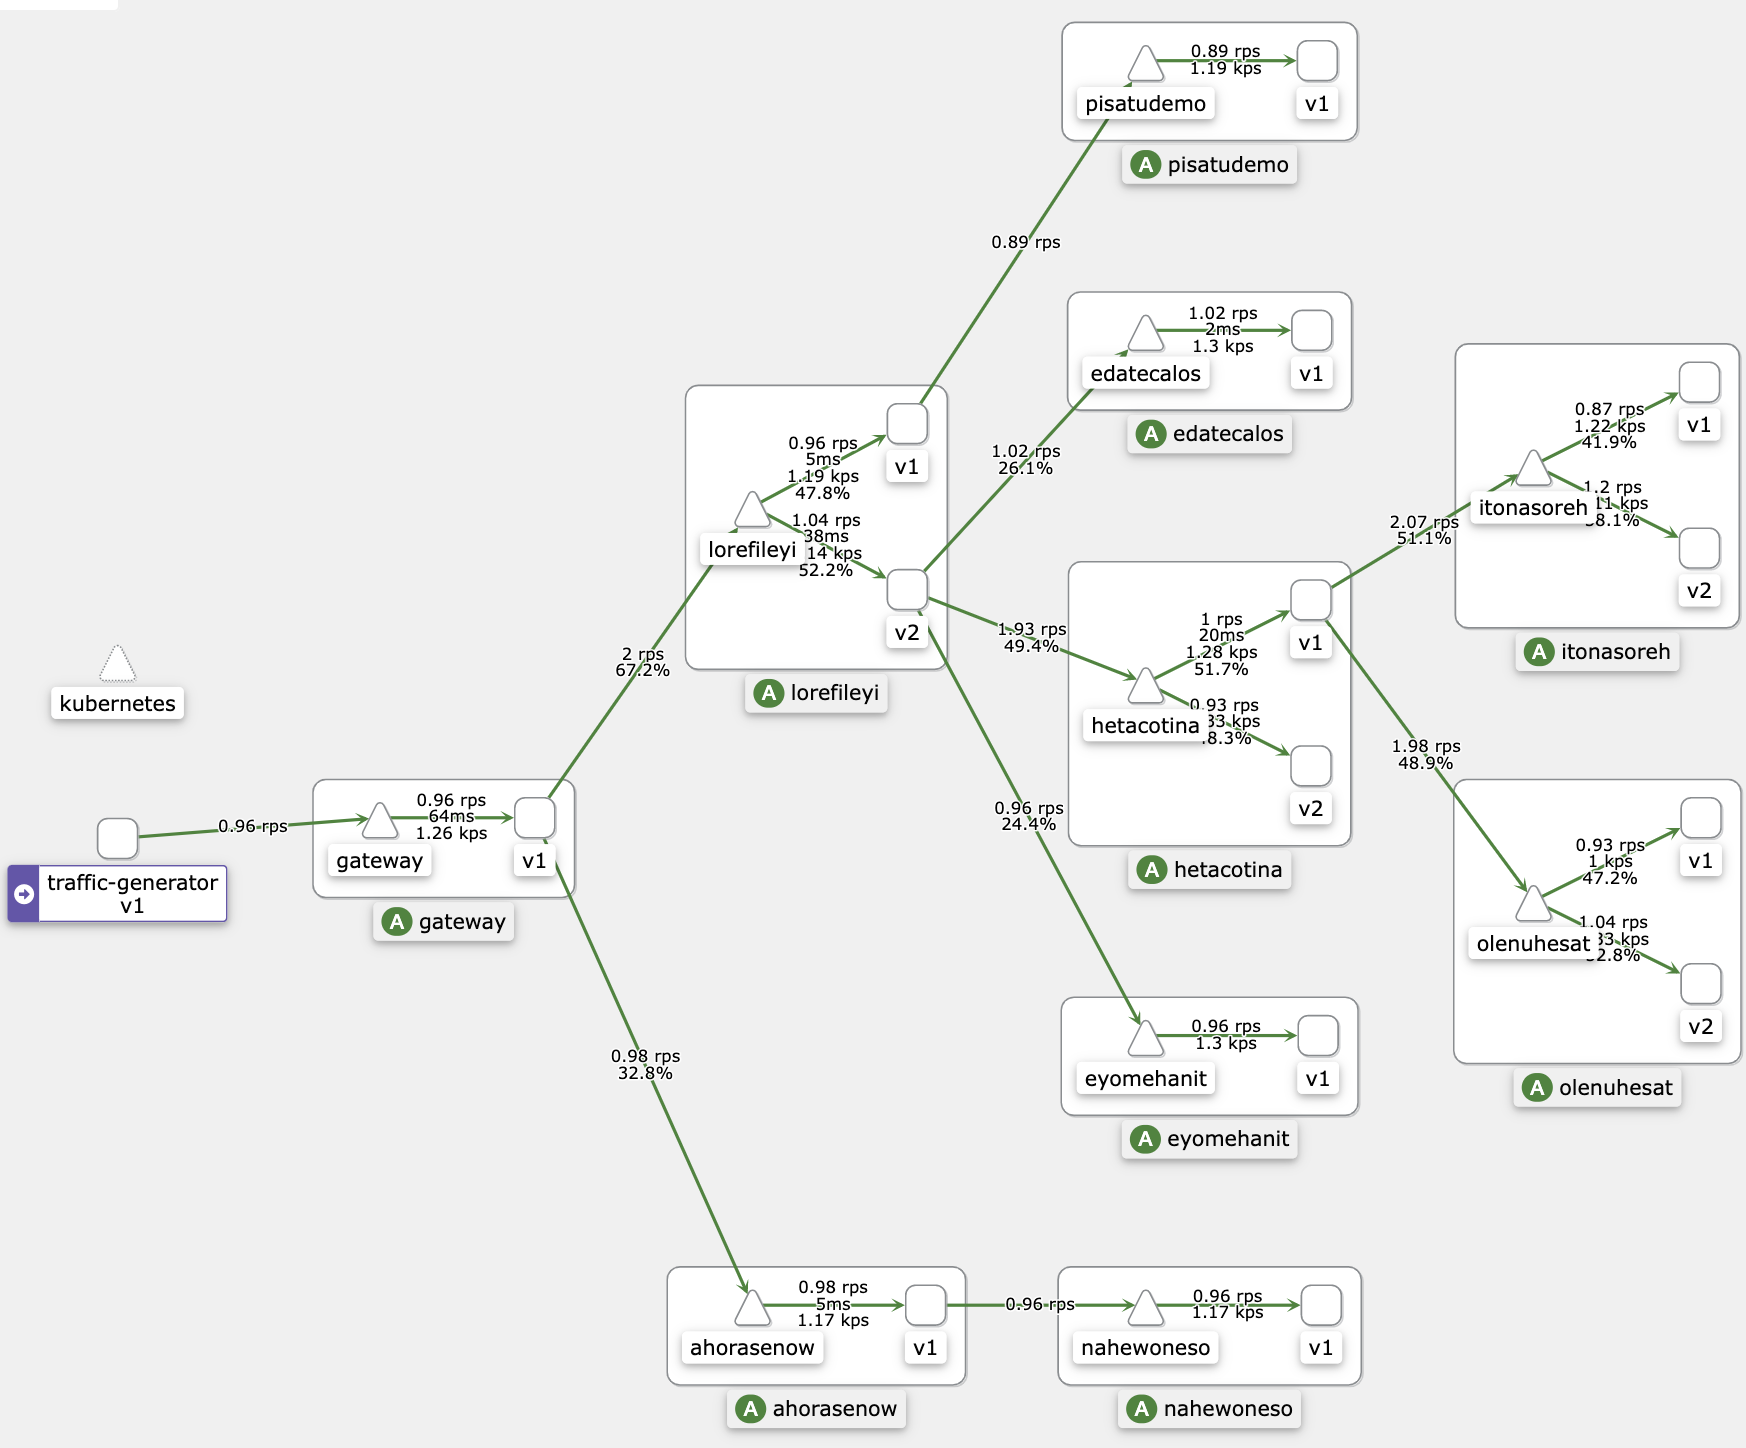 0.89 rps
1.19 kps
pisatudemo
v1
A pisatudemo
0.89 rps
1.02 rps
2ms
1.3 kps
edatecalos
v1
A edatecalos
1.02 rps
26.1%
0.96 rps
5ms
1.19 kps
47.8%
v1
1.04 rps
38ms
14 kps
52.2%
lorefileyi
v2
A lorefileyi
0.87 rps
1.22 kps
41.9%
v1
1.2 rps
11 kps
itonasoreh
v2
A itonasoreh
2.07 rps
51.1%
1.93 rps
49.4%
1 rps
20ms
1.28 kps
51.7%
v1
0.93 rps
33 kps
8.3%
hetacotina
v2
A hetacotina
2 rps
67.2%
kubernetes
1.98 rps
48.9%
0.96 rps
24.4%
0.96 rps
0.96 rps
64ms
1.26 kps
gateway
v1
A gateway
traffic-generator
v1
0.93 rps
1 kps
47.2%
v1
1.04 rps
33 kps
2.8%
olenuhesat
v2
A olenuhesat
0.96 rps
1.3 kps
eyomehanit
v1
A eyomehanit
0.98 rps
32.8%
0.98 rps
5ms
1.17 kps
ahorasenow
v1
A ahorasenow
0.96 rps
0.96 rps
1.17 kps
nahewoneso
v1
A nahewoneso